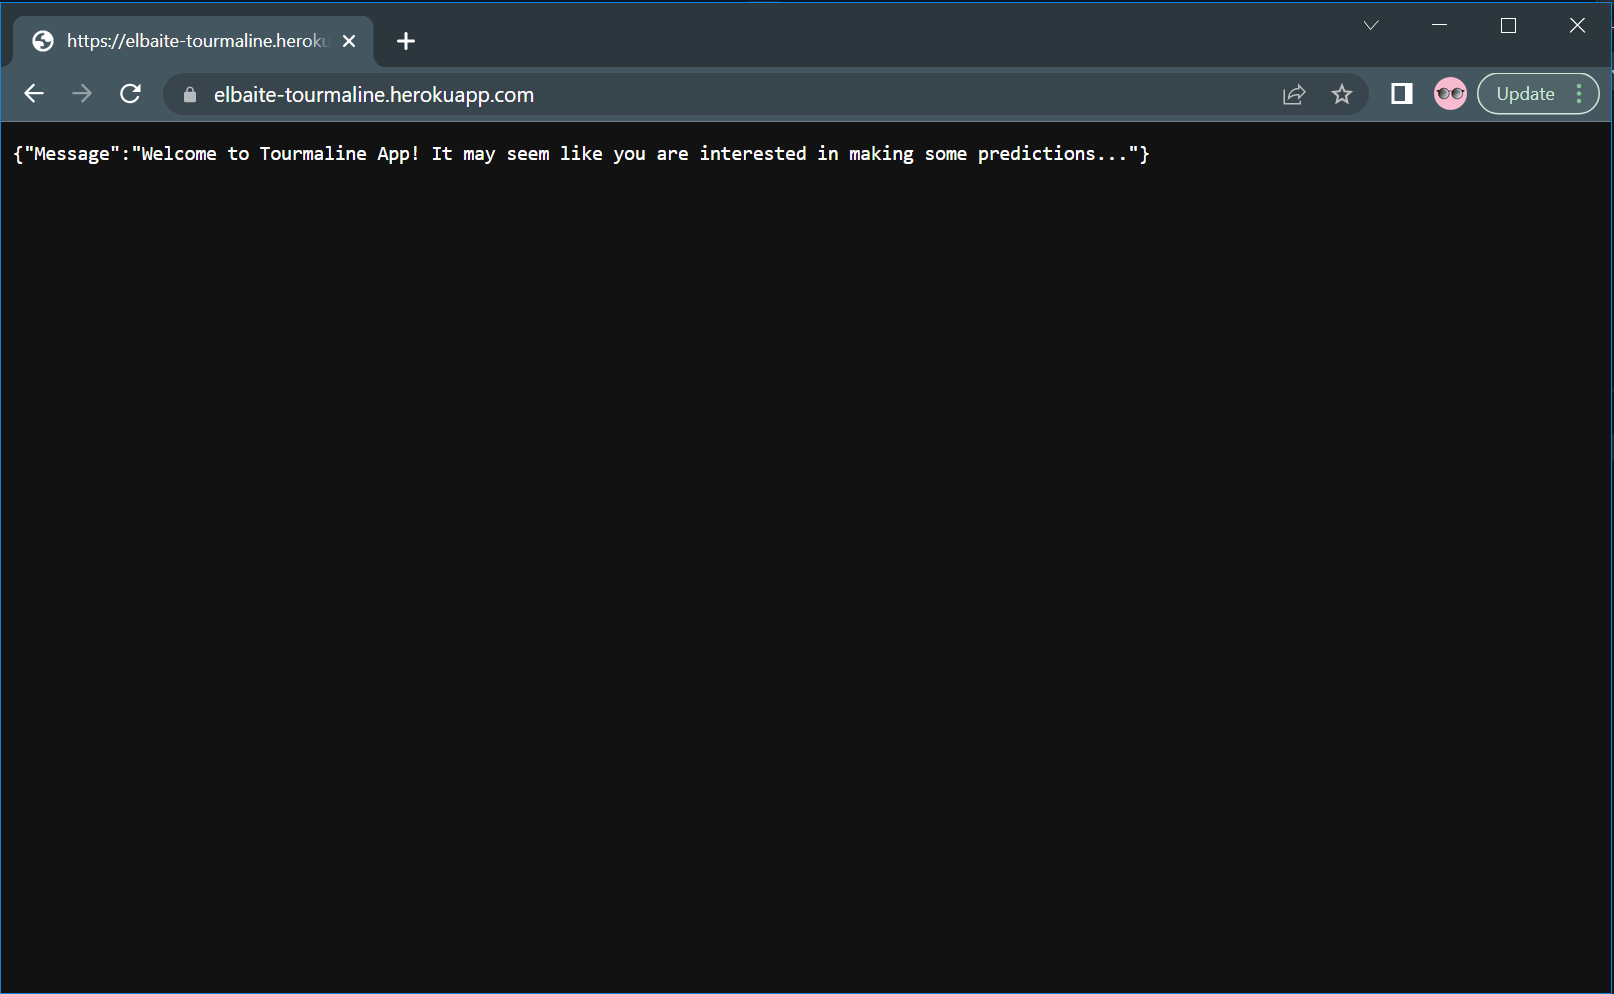 https://elbaite-tourmaline.heroku
elbaite-tourmaline.herokuapp.com
Update
{"Message":"Welcome to Tourmaline App! It may seem like you are interested in making some predictions..."}